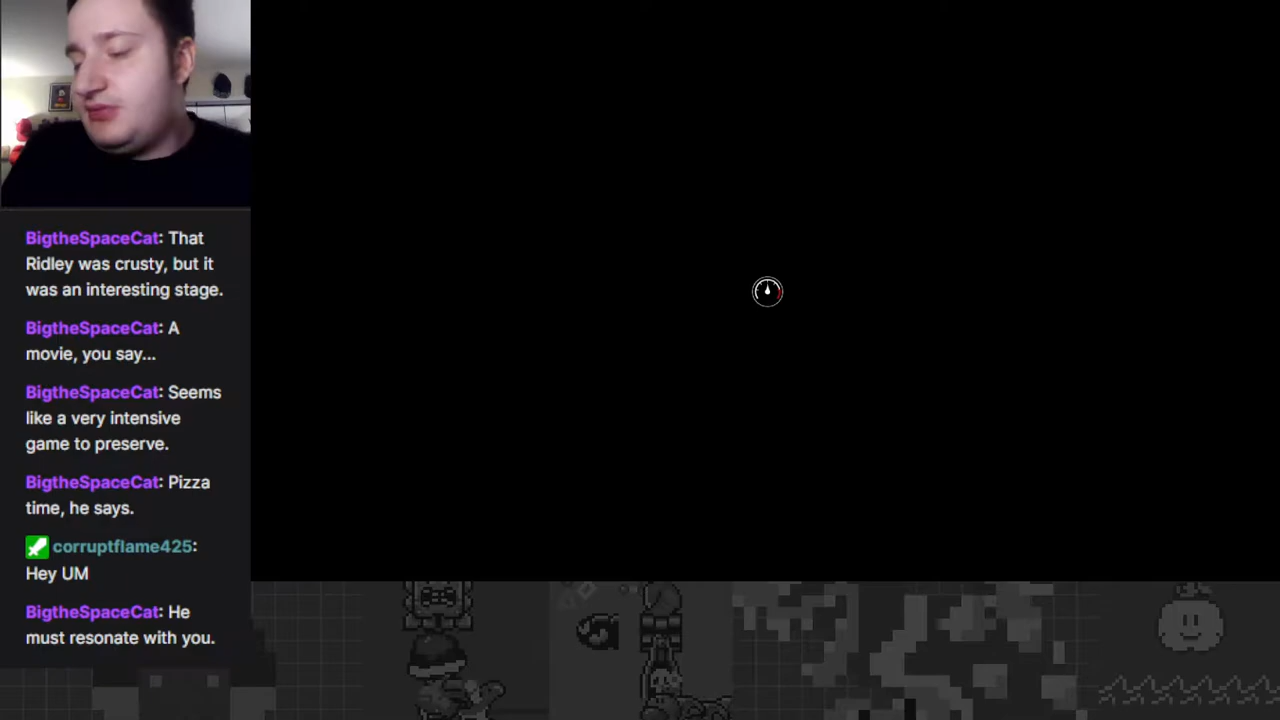 BigtheSpaceCat: That
Ridley was crusty, but it
was an interesting stage.
BigtheSpaceCat: A
movie, you say...
BigtheSpaceCat: Seems
like a very intensive
game to preserve.
BigtheSpaceCat: Pizza
time, he says.
corruptflame425:
Hey UM
BigtheSpaceCat: He
must resonate with you.